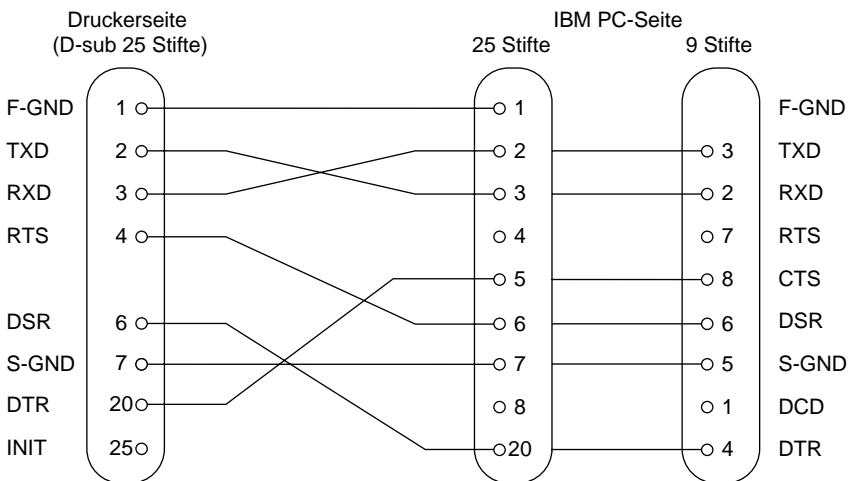 Druckerseite
(D-sub 25 Stifte)
IBM PC-Seite
25 Stifte 9 Stifte
F-GND 1 1 F-GND
TXD 2 2 3 TXD
RXD 3 3 2 RXD
RTS 4 4 7 RTS
5 8 CTS
DSR 6 6 6 DSR
S-GND 7 7 5 S-GND
DTR 20 8 1 DCD
INIT 25 20 4 DTR